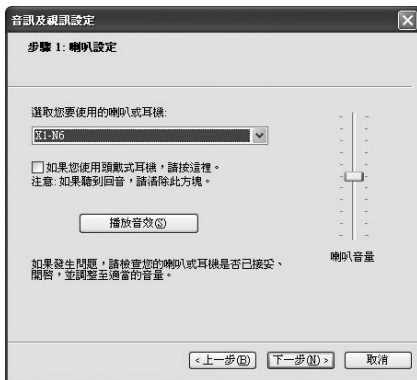 音訊及視訊設定
步驟 1: 喇叭設定
選取您要使用的喇叭或耳機:
X1-N6
如果您使用頭戴式耳機，請按這裡。
注意:如果聽到回音，請清除此方塊。
播放音效(S)
喇叭音量
如果發生問題，請檢查您的喇叭或耳機是否已接妥、
開啓，並調整至適當的音量。
<上一步(B)
下一步(N)>
取消